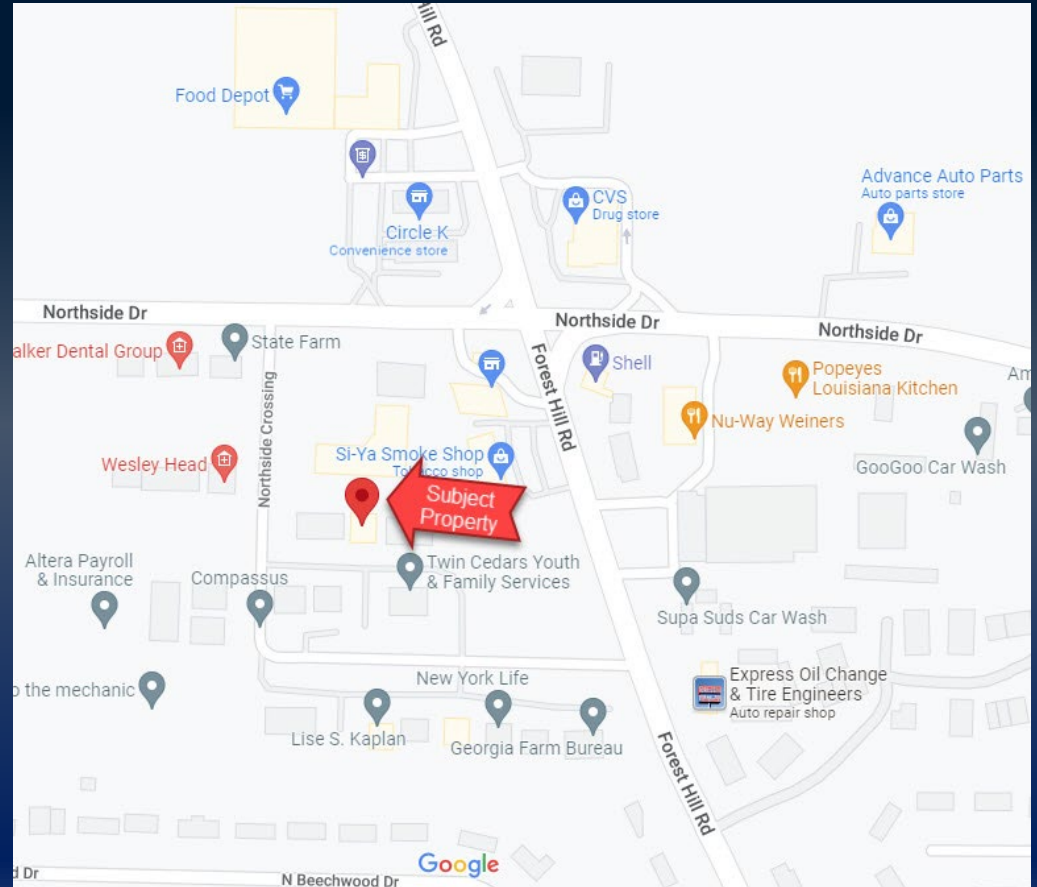 Hill Rd
Food Depot
Advance Auto Parts
Auto parts store
CVS
Drug store
Circle K
Convenience store
Northside Dr
Northside Dr
Northside Dr
State Farm
alker Dental Group
Shell
Popeyes
Louisiana Kitchen
Am
Forest Hill Rd
Northside Crossing
Nu-Way Weiners
Si-Ya Smoke Shop
Tobacco shop
Wesley Head
GooGoo Car Wash
Subject
Property
Altera Payroll
& Insurance
Compassus
Twin Cedars Youth
& Family Services
Supa Suds Car Wash
New York Life
o the mechanic
Express Oil Change
& Tire Engineers
Auto repair shop
Lise S. Kaplan
Georgia Farm Bureau
Forest Hill Rd
Google
d Dr
N Beechwood Dr